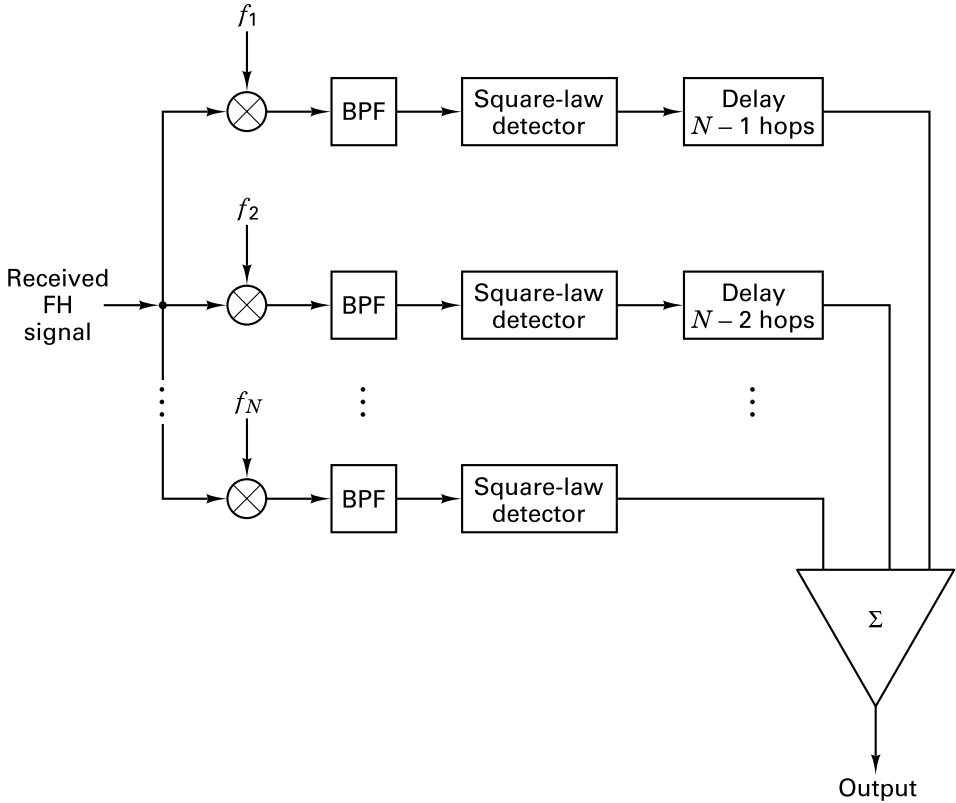 f1
BPF
Square-law
detector
Delay
N – 1 hops
f2
Received
FH
signal
BPF
Square-law
detector
Delay
N – 2 hops
fN
BPF
Square-law
detector
Σ
Output